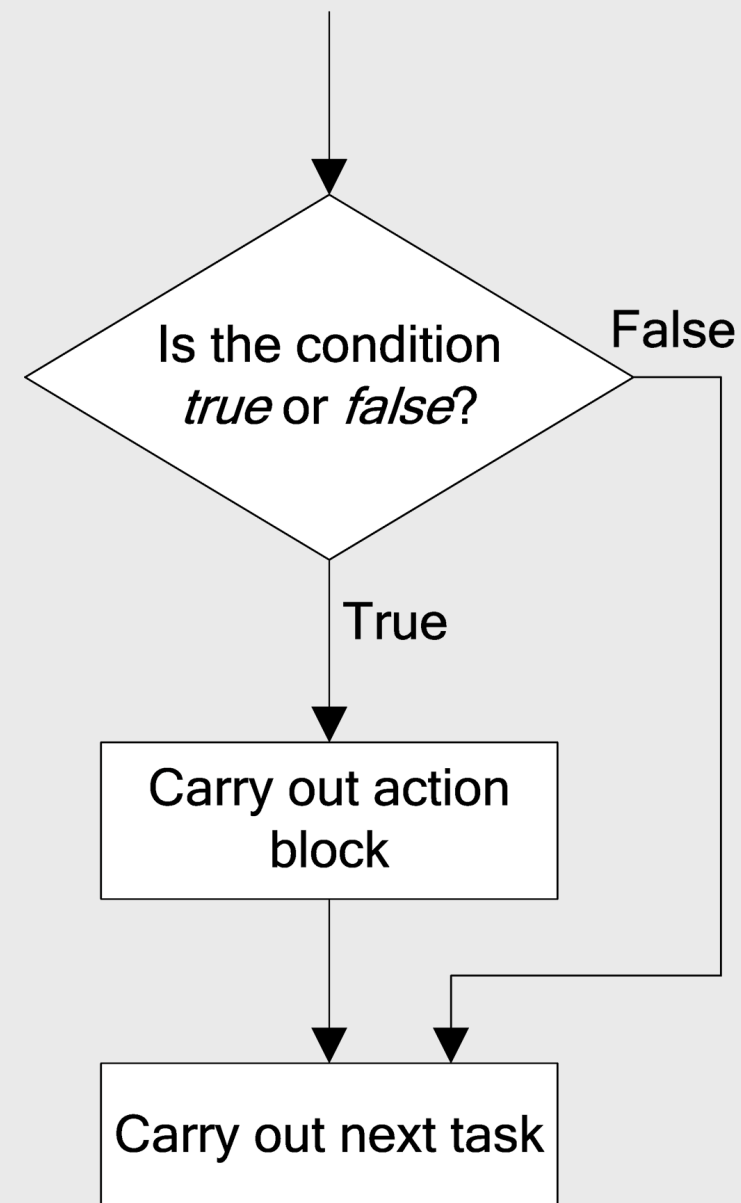 Is the condition
true or false?
False
True
Carry out action
block
Carry out next task